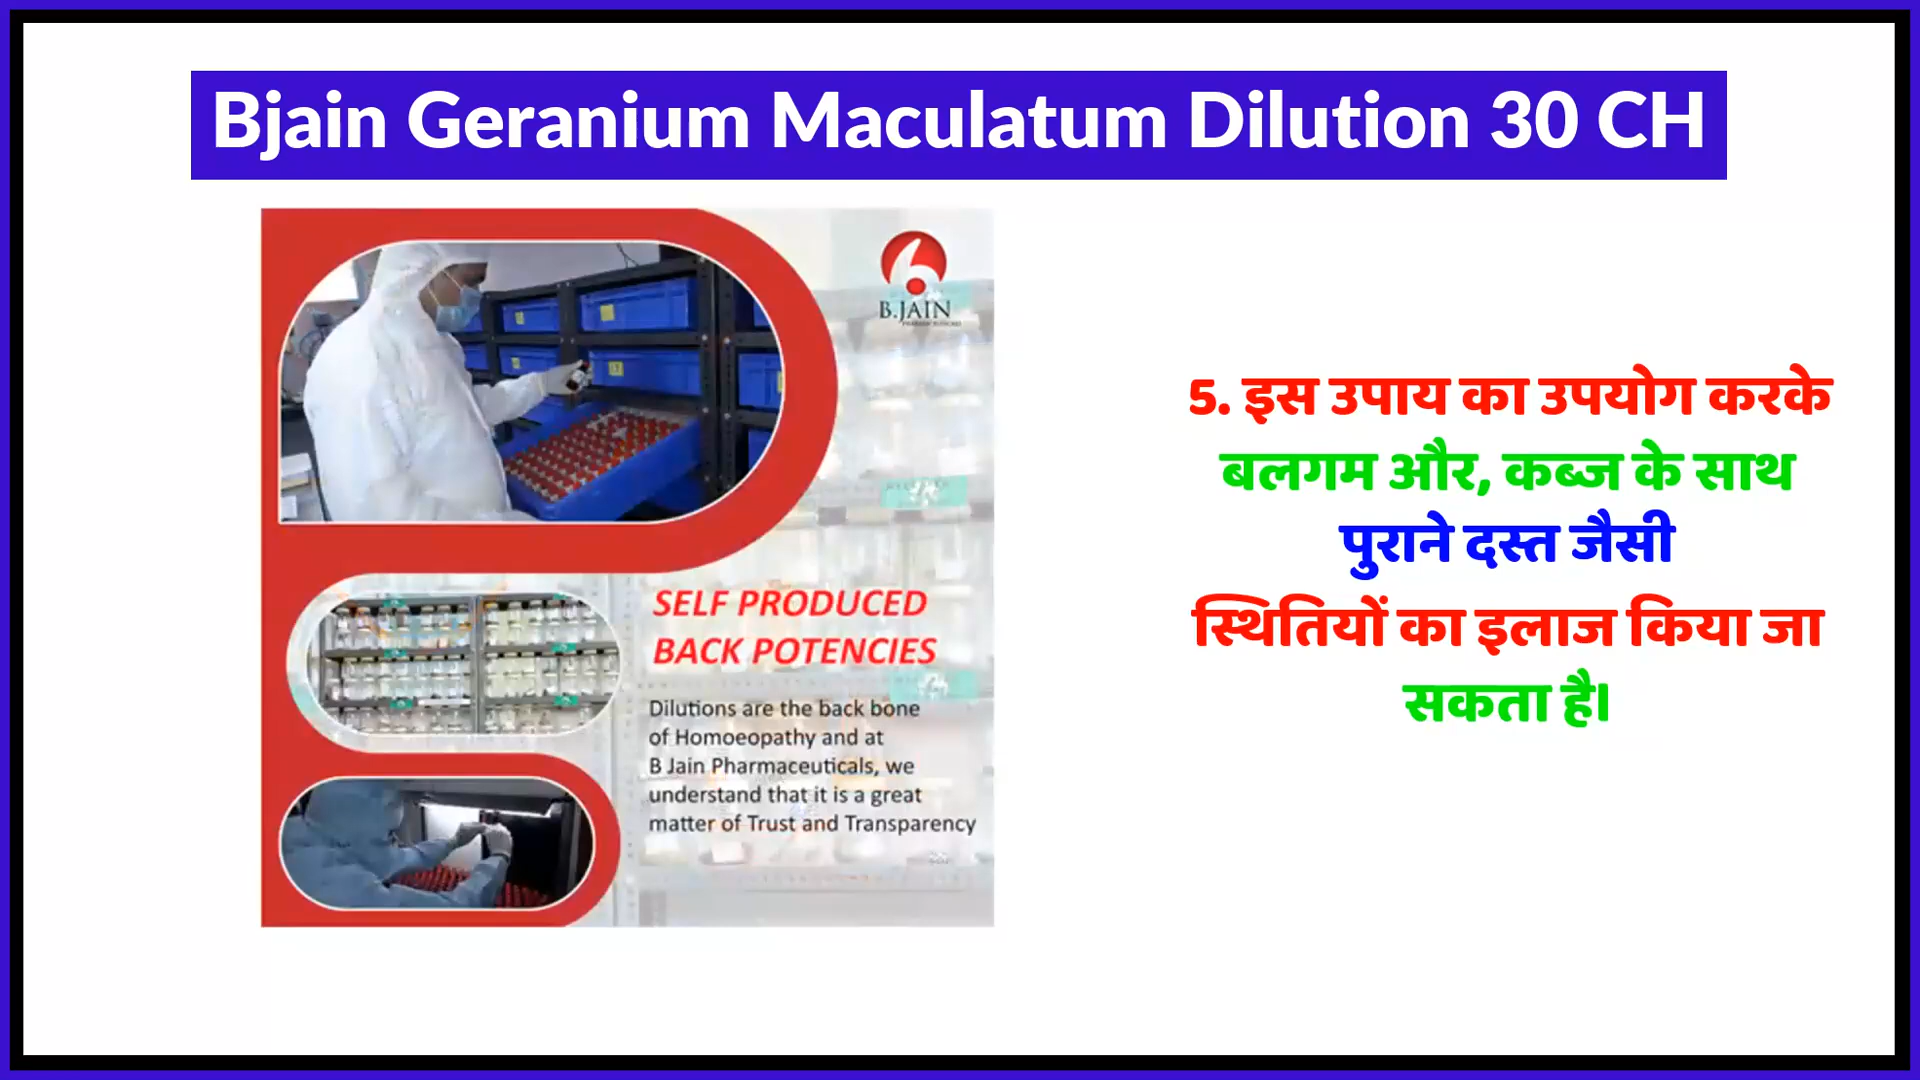 Bjain Geranium Maculatum Dilution 30 CH
B.JAIN
SELF PRODUCED
BACK POTENCIES
Dilutions are the back bone
of Homoeopathy and at
B Jain Pharmaceuticals, we
understand that it is a great
matter of Trust and Transparency
5. इस उपाय का उपयोग करके
बलगम और, कब्ज के साथ
पुराने दस्त जैसी
स्थितियों का इलाज किया जा
सकता है।